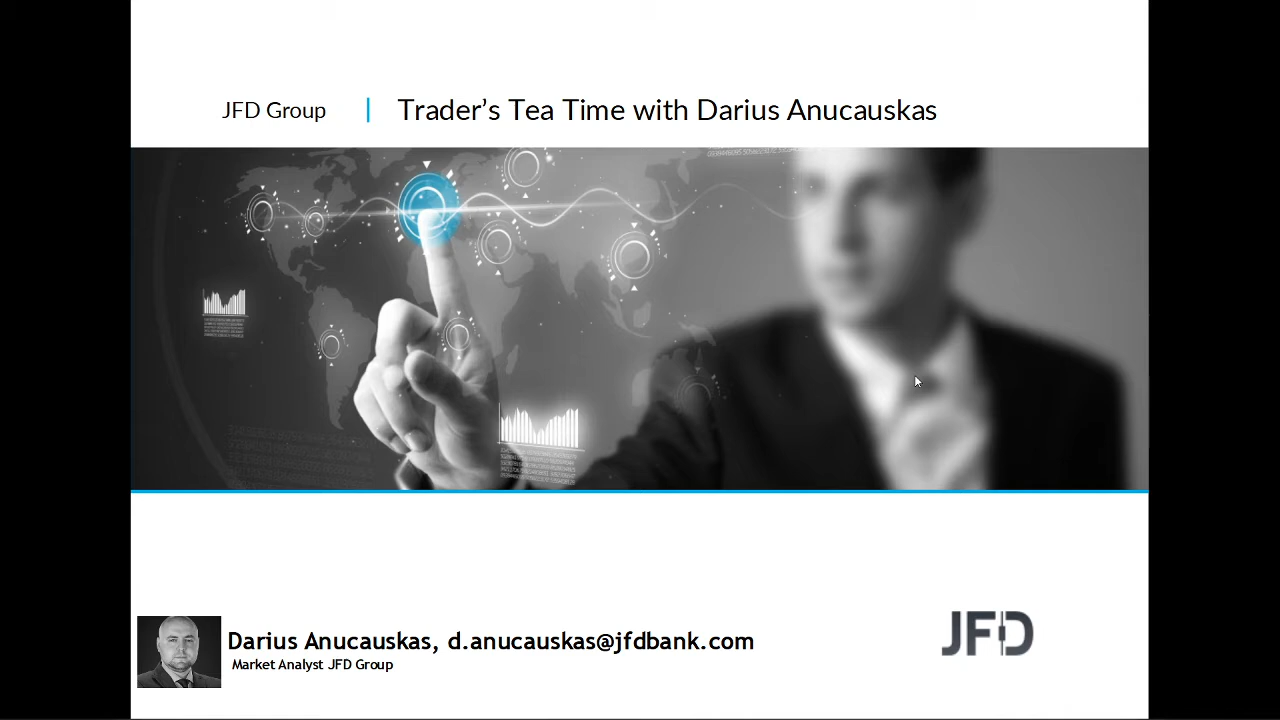 JFD Group
Trader’s Tea Time with Darius Anucauskas
Darius Anucauskas, d.anucauskas@jfdbank.com
Market Analyst JFD Group
JFD